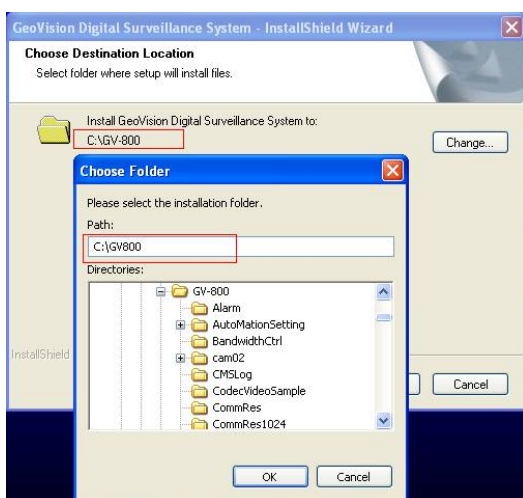 GeoVision Digital Surveillance System - InstallShield Wizard
Choose Destination Location
Select folder where setup will install files.
Install GeoVision Digital Surveillance System to:
C:\GV-800
Change...
Choose Folder
Please select the installation folder.
Path:
C:\GV800
Directories:
GV-800
Alarm
AutoMationSetting
BandwidthCtrl
cam02
CMSLog
CodecVideoSample
CommRes
CommRes1024
InstallShield
Cancel
OK
Cancel